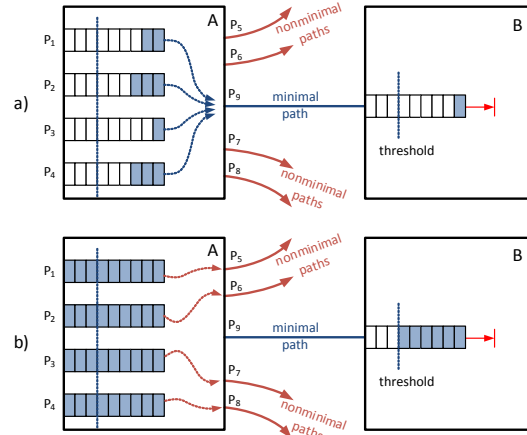 a)
A
P1
P2
P3
P4
P5
P6
P9
P7
P8
nonminimal
paths
minimal
path
nonminimal
paths
B
threshold
b)
A
P1
P2
P3
P4
P5
P6
P9
P7
P8
nonminimal
paths
minimal
path
nonminimal
paths
B
threshold